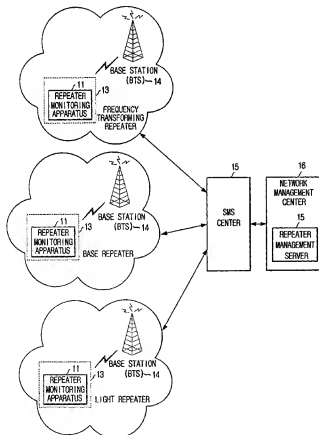 BASE STATION
(BTS)~14
11
13
REPEATER
MONITORING
APPARATUS
FREQUENCY
TRANSFORMING
REPEATER
BASE STATION
(BTS)~14
11
13
REPEATER
MONITORING
APPARATUS
BASE REPEATER
15
SMS
CENTER
16
NETWORK
MANAGEMENT
CENTER
15
REPEATER
MANAGEMENT
SERVER
BASE STATION
(BTS)~14
11
13
REPEATER
MONITORING
APPARATUS
LIGHT REPEATER